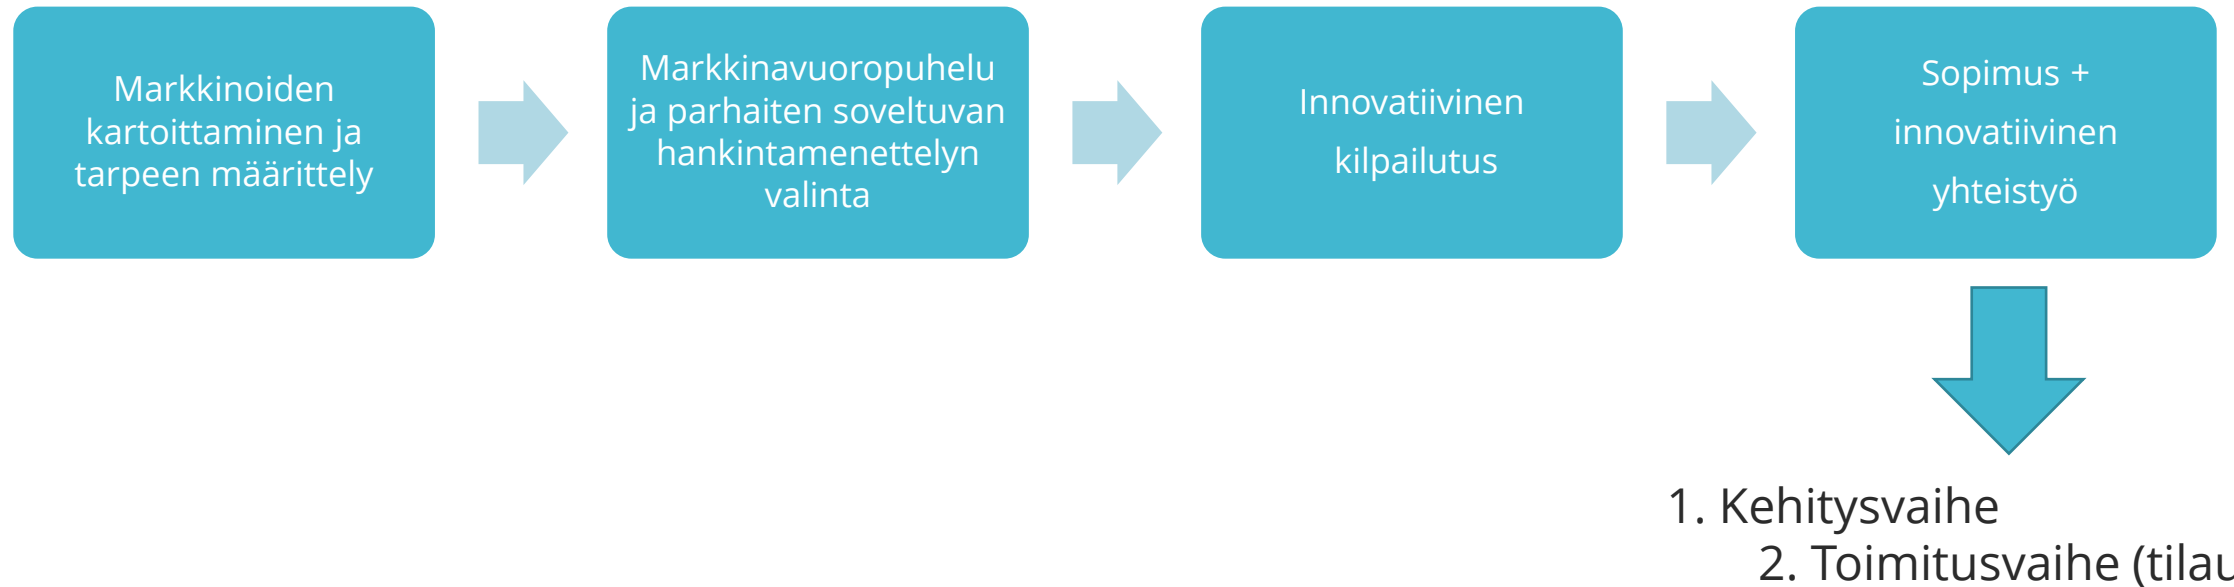 Markkinoiden
kartoittaminen ja
tarpeen määrittely
Markkinavuoropuhelu
ja parhaiten soveltuvan
hankintamenettelyn
valinta
Innovatiivinen
kilpailutus
Sopimus +
innovatiivinen
yhteistyö
1. Kehitysvaihe
2. Toimitusvaihe